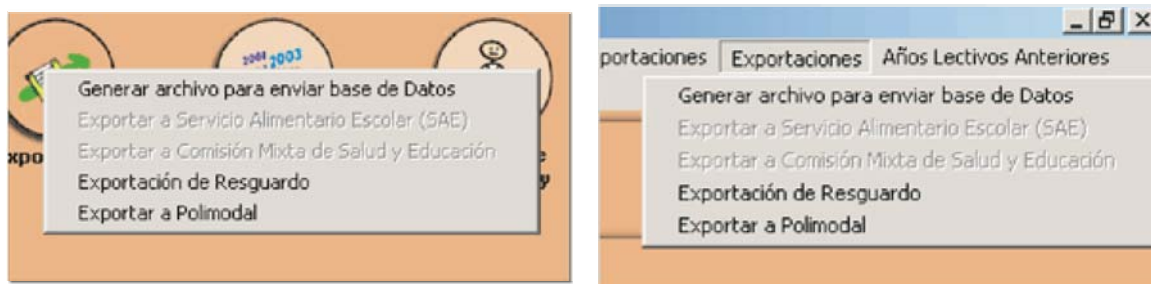 2003
Generar archivo para enviar base de Datos
Exportar a Servicio Alimentario Escolar (SAE)
Exportar a Comisión Mixta de Salud y Educación
Exportación de Resguardo
Exportar a Polimodal
xpo
e
y
portaciones Exportaciones Años Lectivos Anteriores
Generar archivo para enviar base de Datos
Exportar a Servicio Alimentario Escolar (SAE)
Exportar a Comisión Mixta de Salud y Educación
Exportación de Resguardo
Exportar a Polimodal